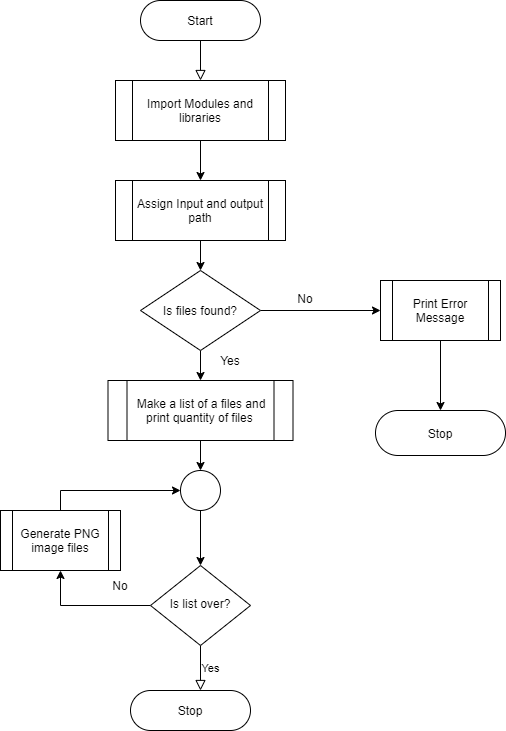 Start
Import Modules and
libraries
Assign Input and output
path
Is files found?
No
Print Error
Message
Yes
Make a list of a files and
print quantity of files
Stop
Generate PNG
image files
No
Is list over?
Yes
Stop